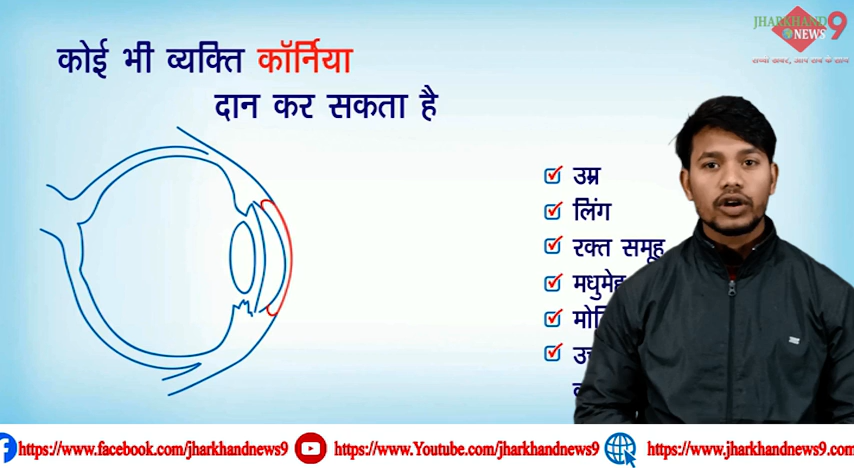 JHARKHAND 9
NEWS
कोई भी व्यक्ति कॉर्निया
दान कर सकता है
उम्र
लिंग
रक्त समूह
https://www.facebook.com/jharkhandnews9 https://www.Youtube.com/jharkhandnews9 https://www.jharkhandnews9.com